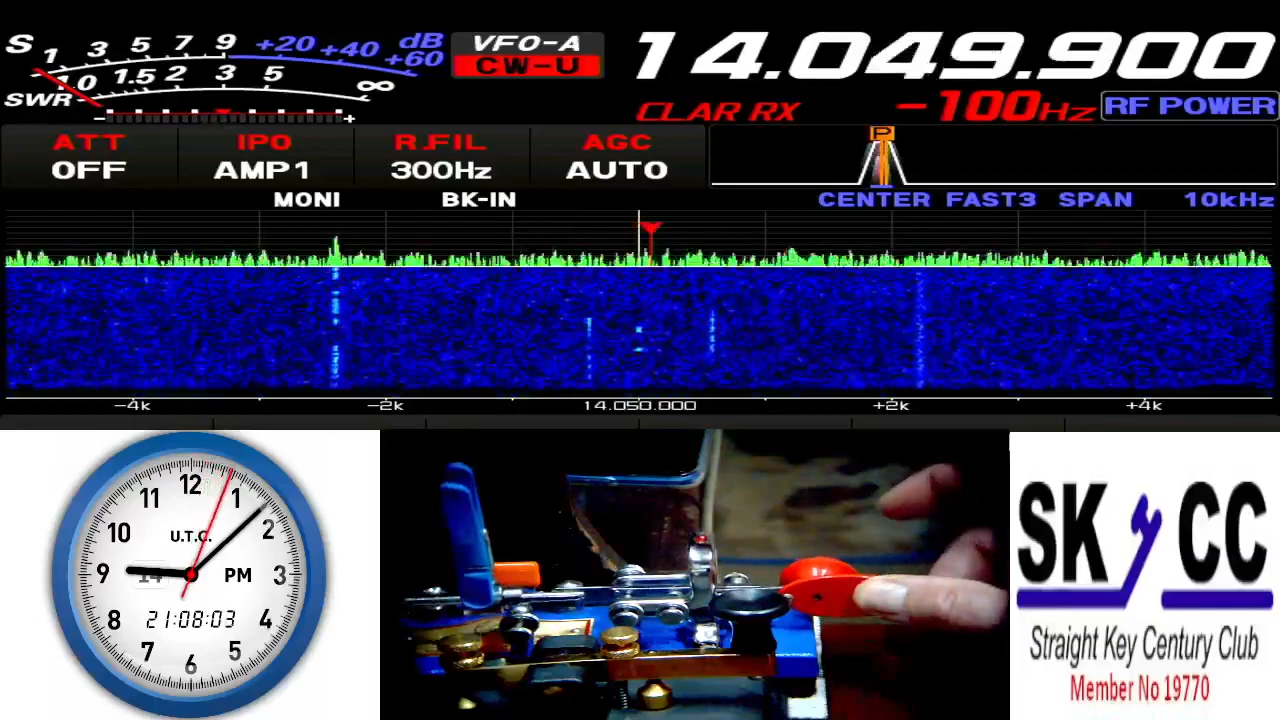 S 1 3 5 7 9 +20 +40 +60 dB
1.0 1.5 2 3 5 ∞
SWR
− +
VFO-A
CW-U
14.049.900
CLAR RX -100Hz RF POWER
ATT IPO R.FIL AGC
OFF AMP1 300Hz AUTO
P
MONI BK-IN CENTER FAST3 SPAN 10kHz
-4k -2k 14.050.000 +2k +4k
12
11 1
10 2
U.T.C.
9 14 PM 3
21:08:03
8 4
7 5
6
SK CC
Straight Key Century Club
Member No 19770